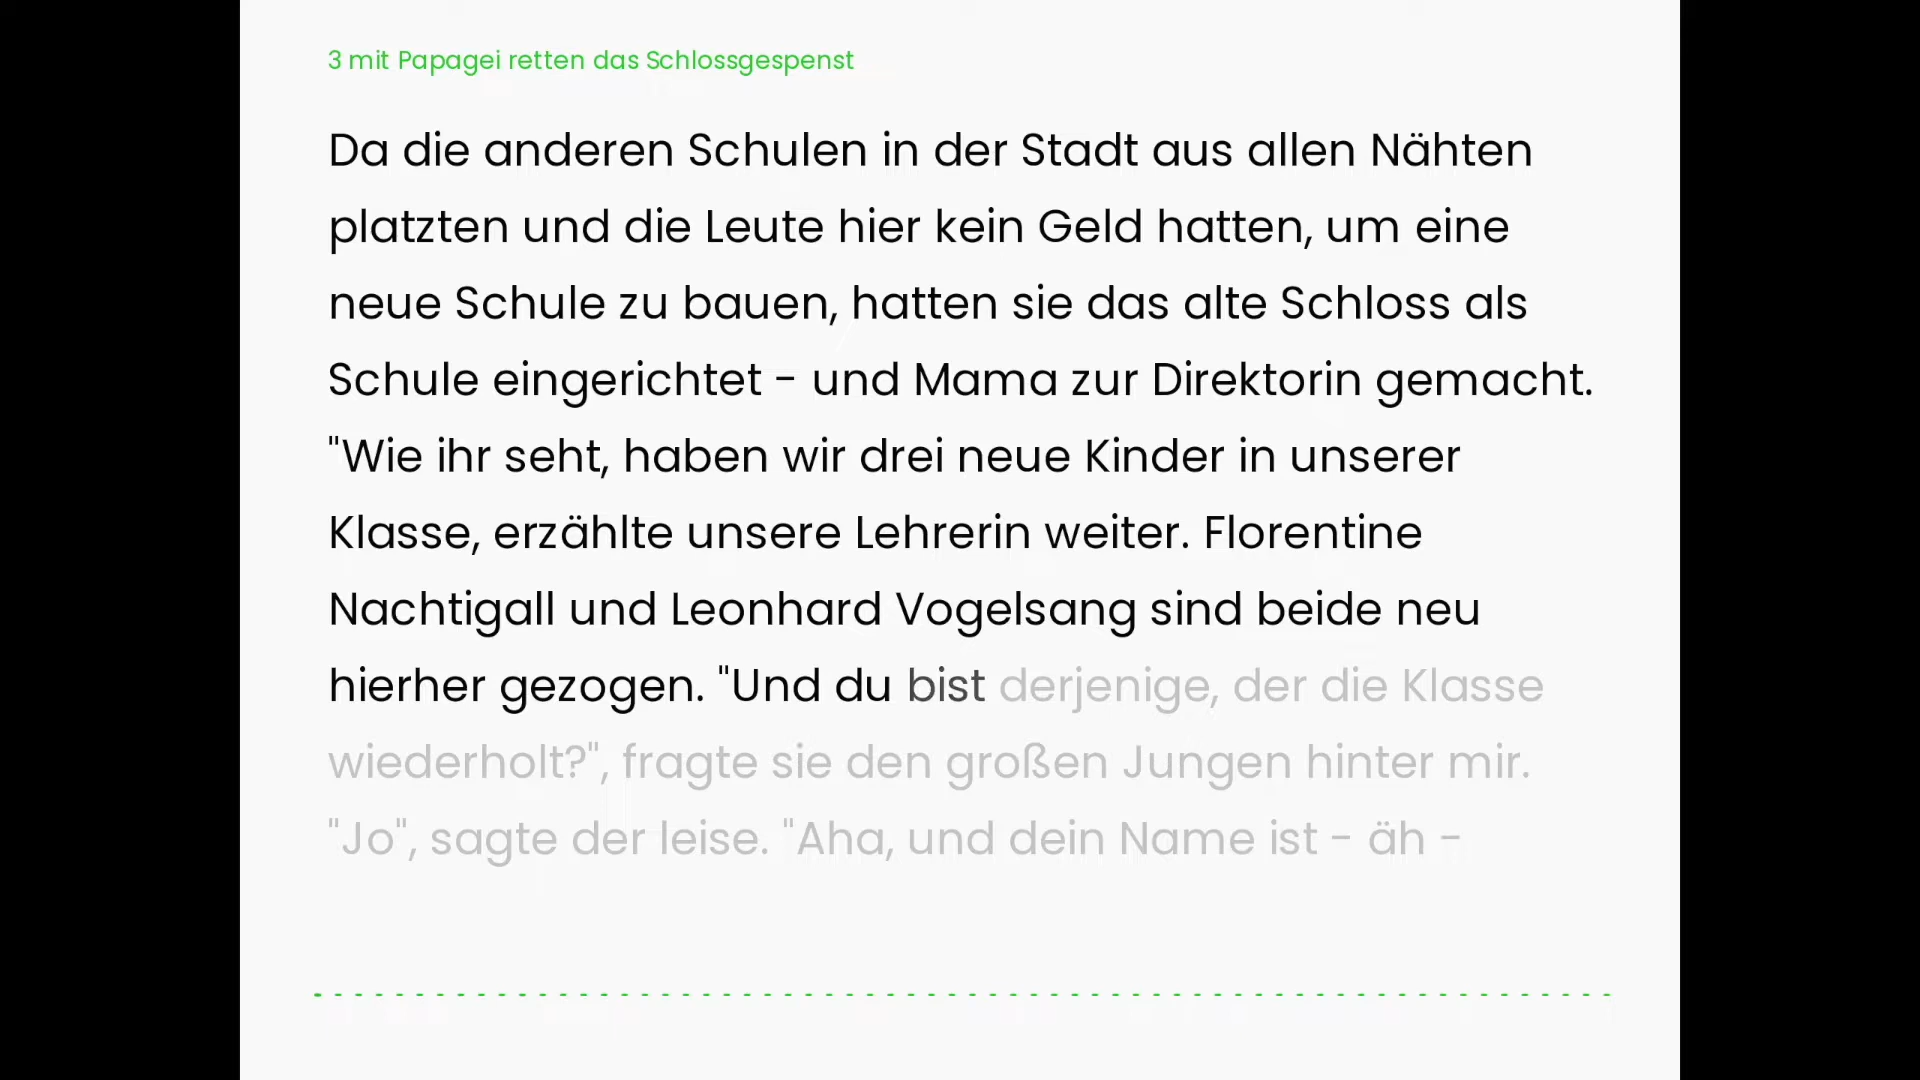 3 mit Papagei retten das Schlossgespenst
Da die anderen Schulen in der Stadt aus allen Nähten
platzten und die Leute hier kein Geld hatten, um eine
neue Schule zu bauen, hatten sie das alte Schloss als
Schule eingerichtet - und Mama zur Direktorin gemacht.
"Wie ihr seht, haben wir drei neue Kinder in unserer
Klasse, erzählte unsere Lehrerin weiter. Florentine
Nachtigall und Leonhard Vogelsang sind beide neu
hierher gezogen. "Und du bist derjenige, der die Klasse
wiederholt?", fragte sie den großen Jungen hinter mir.
"Jo", sagte der leise. "Aha, und dein Name ist - äh -